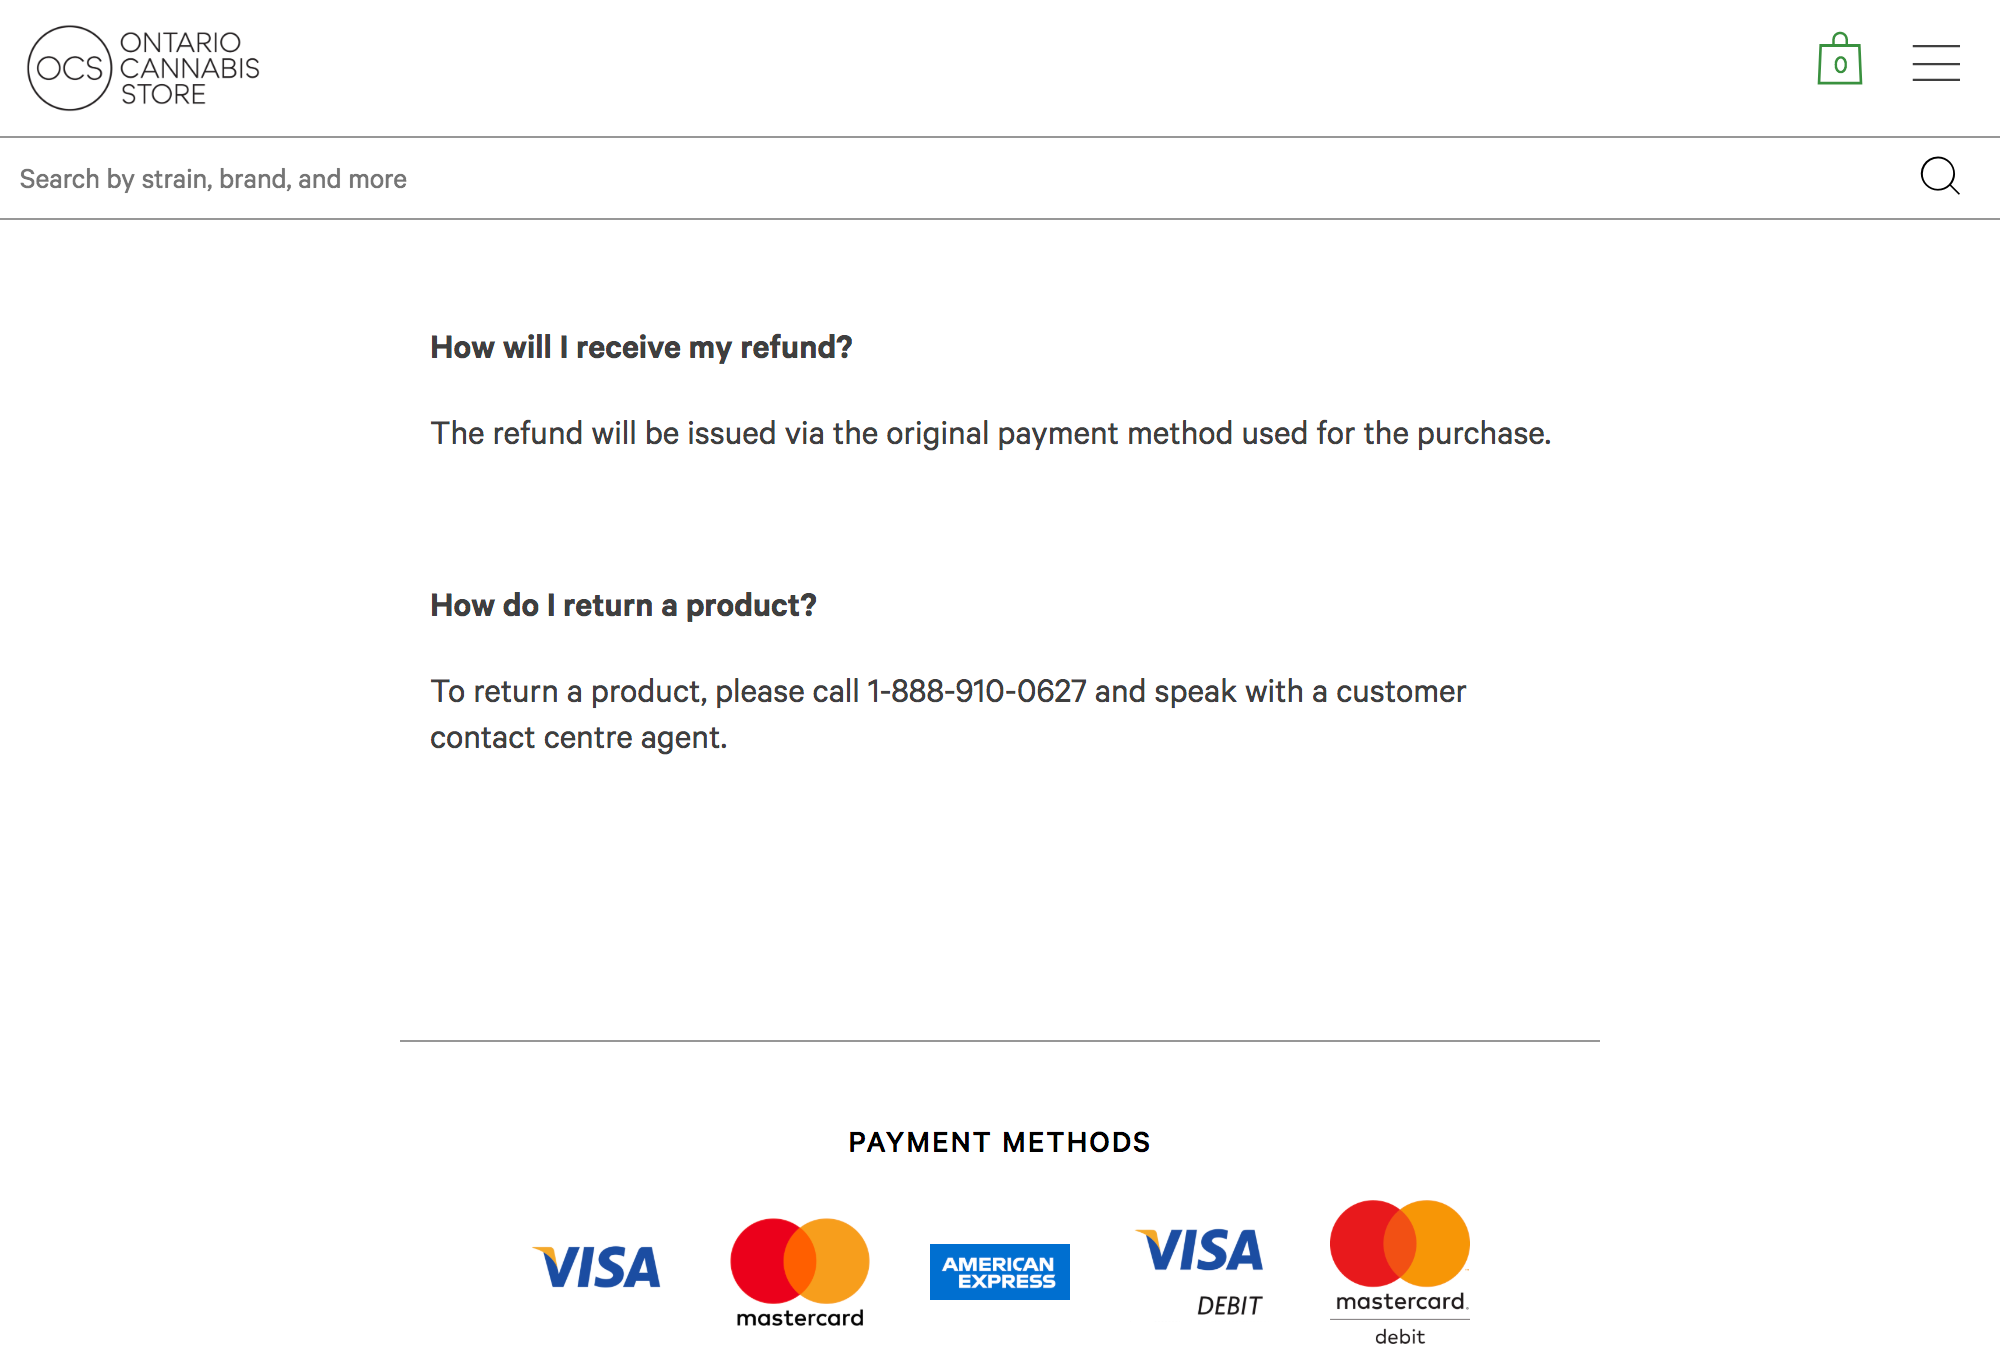 OCS
ONTARIO
CANNABIS
STORE
0
Search by strain, brand, and more
How will I receive my refund?
The refund will be issued via the original payment method used for the purchase.
How do I return a product?
To return a product, please call 1-888-910-0627 and speak with a customer
contact centre agent.
PAYMENT METHODS
VISA
mastercard
AMERICAN
EXPRESS
VISA
DEBIT
mastercard.
debit